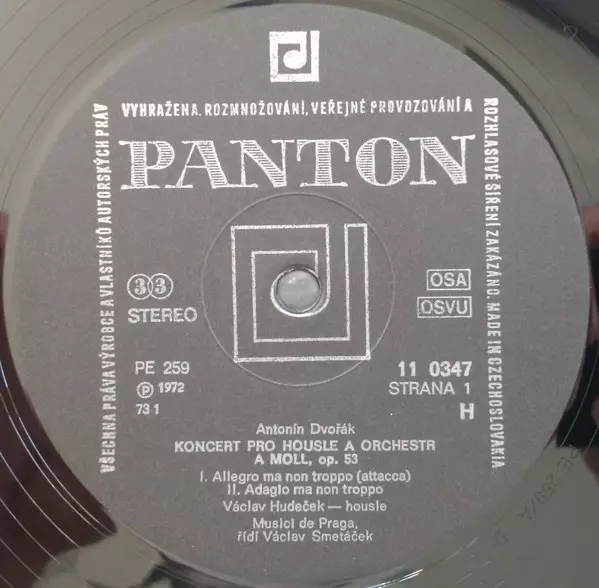 VŠECHNA PRÁVA VÝROBCE A VLASTNÍKŮ AUTORSKÝCH PRÁV
VYHRAŽENA. ROZMNOŽOVÁNÍ, VEŘEJNÉ PROVOZOVÁNÍ A
ROZHLASOVÉ ŠÍŘENÍ ZAKÁZÁNO. MADE IN CZECHOSLOVAKIA
PANTON
33
STEREO
OSA
OSVU
PE 259
Ⓟ 1972
73 1
11 0347
STRANA 1
H
Antonín Dvořák
KONCERT PRO HOUSLE A ORCHESTR
A MOLL, op. 53
I. Allegro ma non troppo (attacca)
II. Adagio ma non troppo
Václav Hudeček — housle
Musici de Praga,
řídí Václav Smetáček